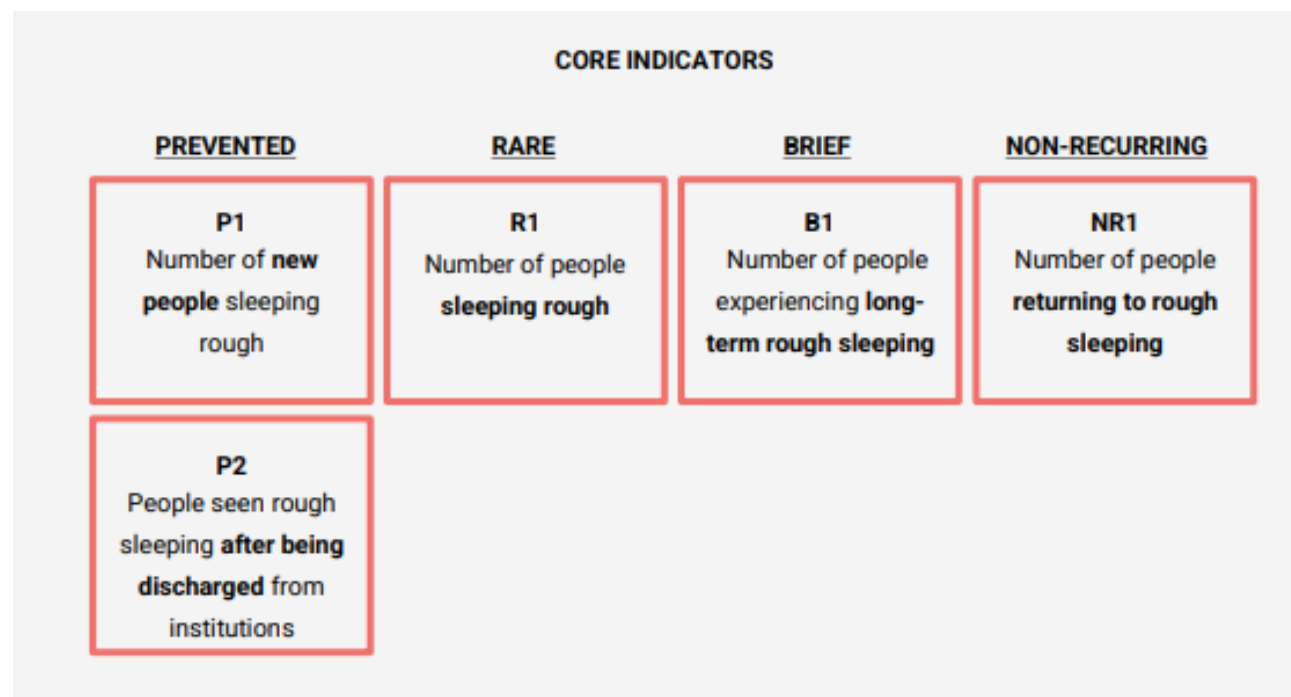 CORE INDICATORS
PREVENTED
RARE
BRIEF
NON-RECURRING
P1
Number of new
people sleeping
rough
R1
Number of people
sleeping rough
B1
Number of people
experiencing long-
term rough sleeping
NR1
Number of people
returning to rough
sleeping
P2
People seen rough
sleeping after being
discharged from
institutions